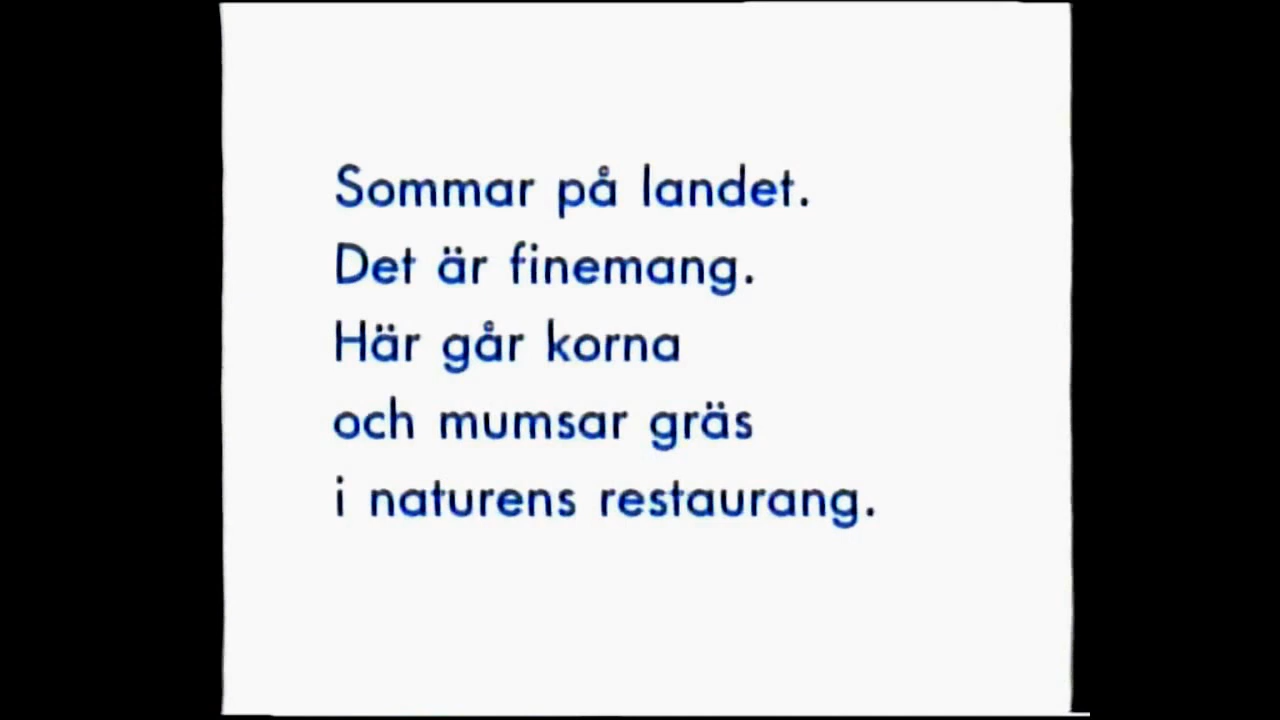 Sommar på landet.
Det är finemang.
Här går korna
och mumsar gräs
i naturens restaurang.